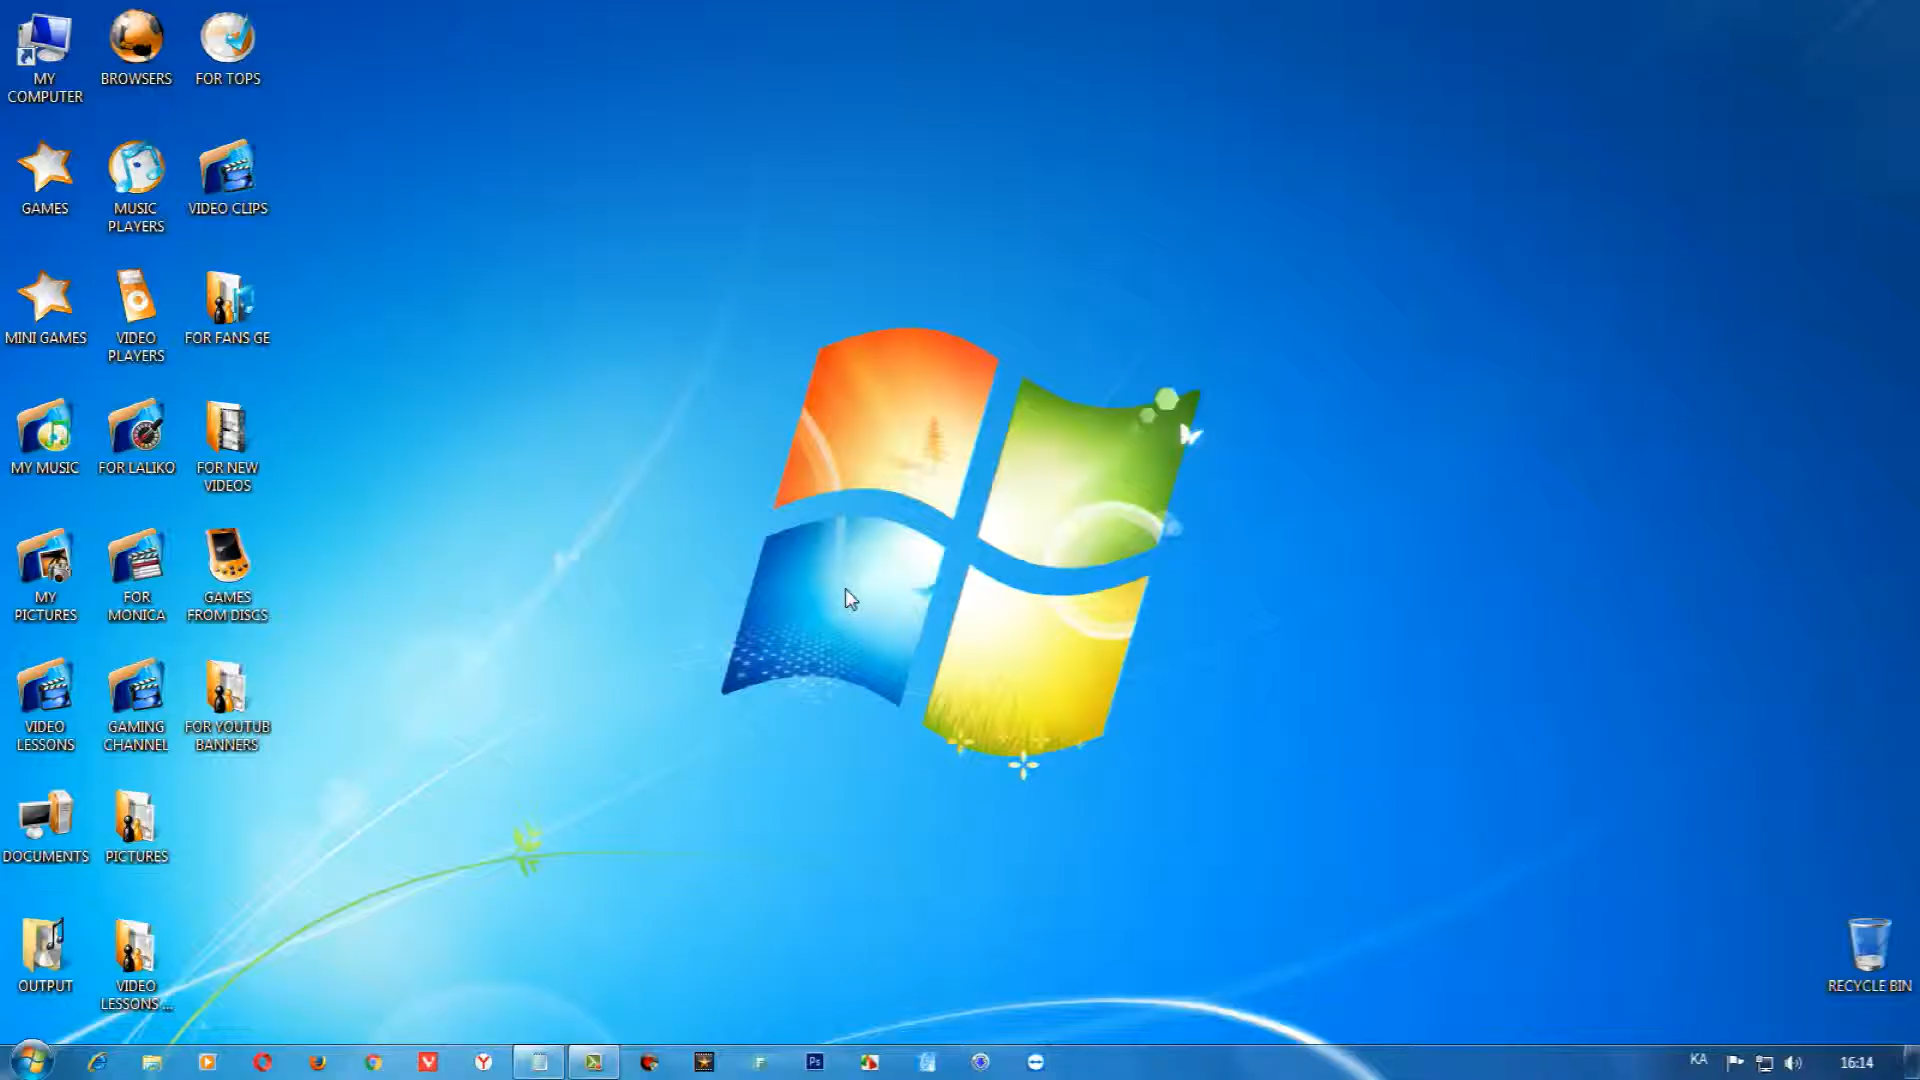 MY
COMPUTER
BROWSERS
FOR TOPS
GAMES
MUSIC
PLAYERS
VIDEO CLIPS
MINI GAMES
VIDEO
PLAYERS
FOR FANS GE
MY MUSIC
FOR LALIKO
FOR NEW
VIDEOS
MY
PICTURES
FOR
MONICA
GAMES
FROM DISCS
VIDEO
LESSONS
GAMING
CHANNEL
FOR YOUTUB
BANNERS
DOCUMENTS
PICTURES
OUTPUT
VIDEO
LESSONS ...
RECYCLE BIN
Ps
KA
16:14